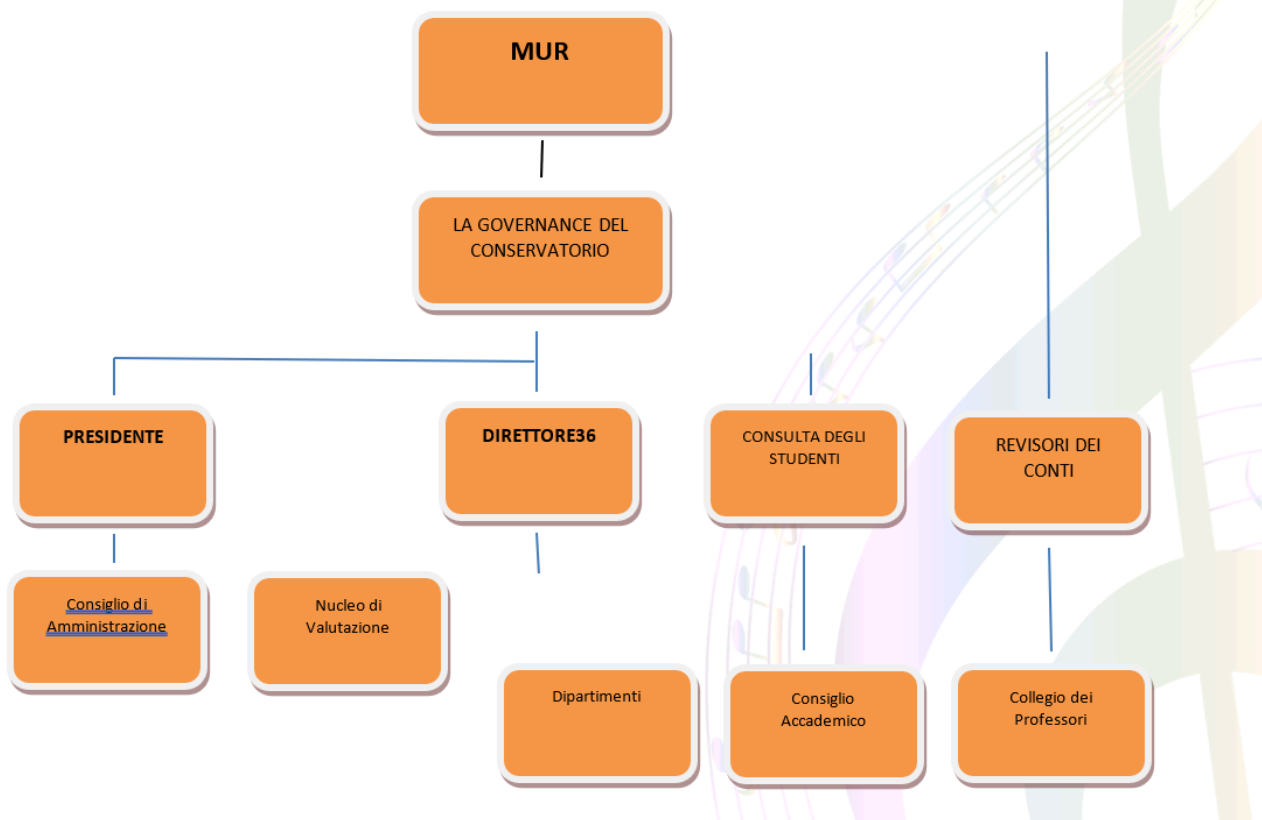 MUR
LA GOVERNANCE DEL
CONSERVATORIO
PRESIDENTE
DIRETTORE36
CONSULTA DEGLI
STUDENTI
REVISORI DEI
CONTI
Consiglio di
Amministrazione
Nucleo di
Valutazione
Dipartimenti
Consiglio
Accademico
Collegio dei
Professori